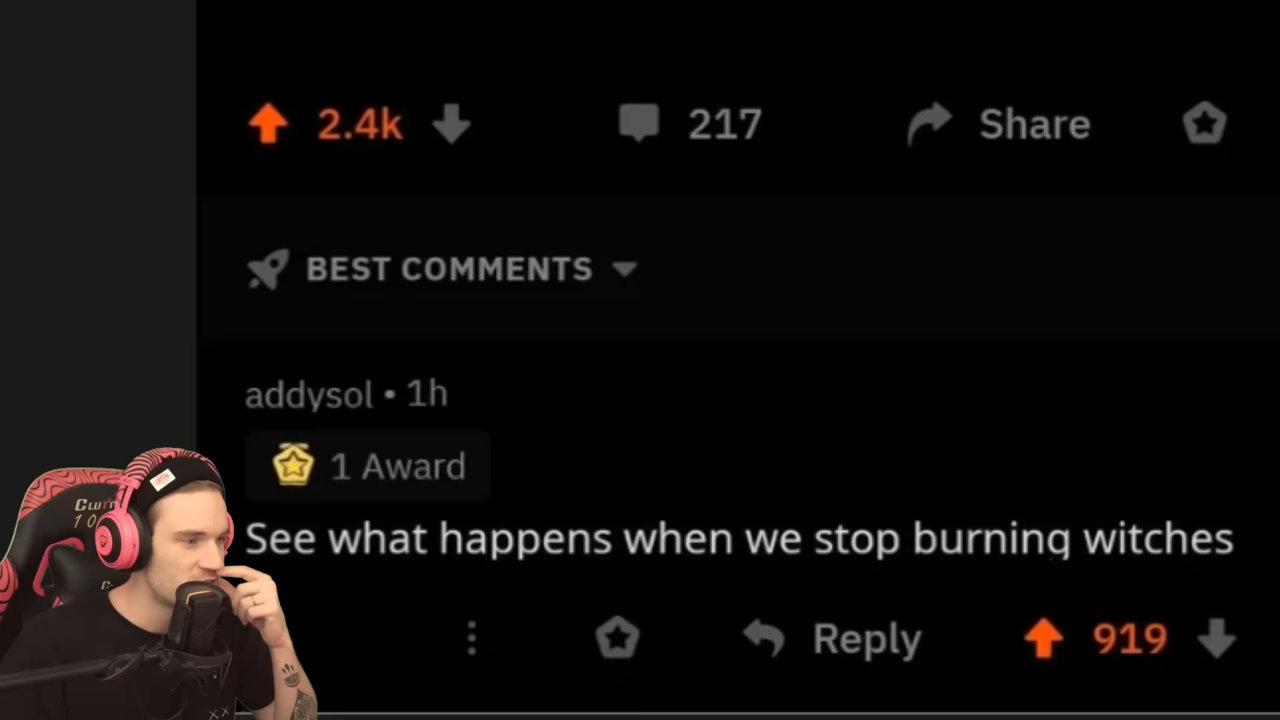 2.4k 217 Share
BEST COMMENTS
addysol • 1h
1 Award
See what happens when we stop burning witches
Reply 919